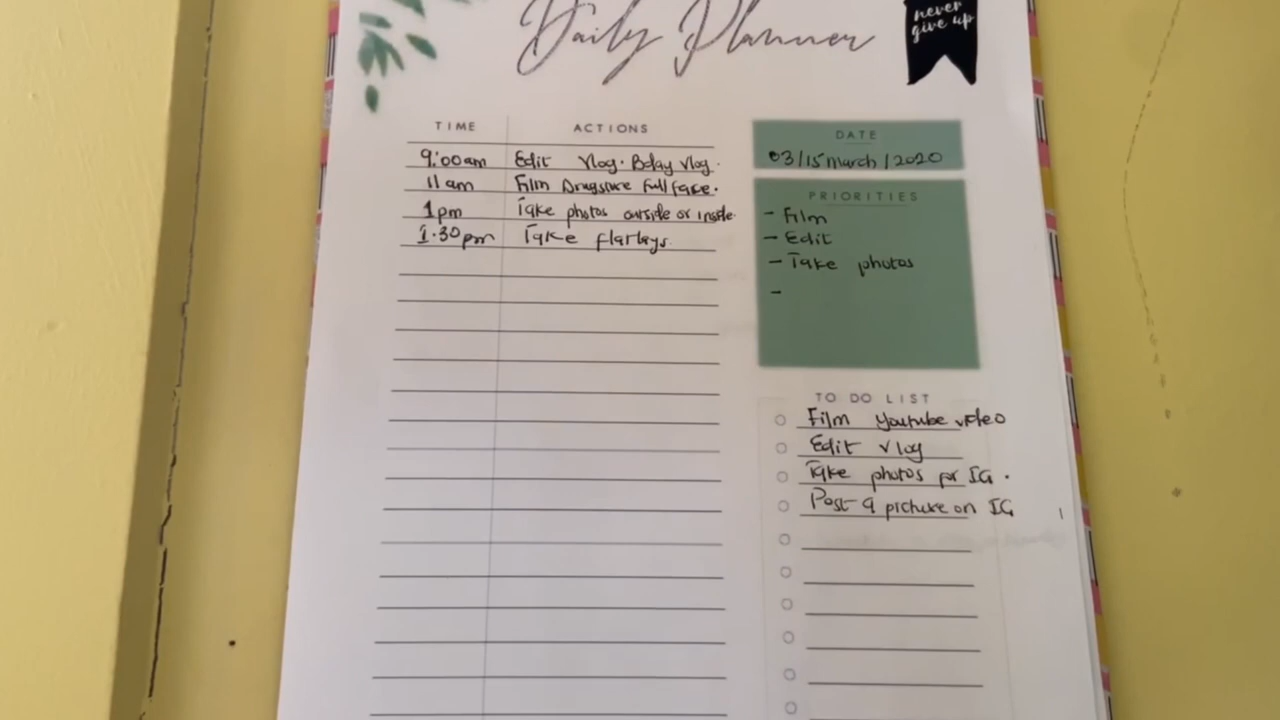 Daily Planner
never
give up
TIME ACTIONS
9:00am Edit Vlog. Bday vlog.
11am Film Drugstore full face.
1pm Take photos outside or inside.
1.30pm Take flatlays.
DATE
03/15 march/2020
PRIORITIES
- Film
- Edit
- Take photos
-
TO DO LIST
Film Youtube video
Edit vlog
Take photos for IG.
Post a picture on IG